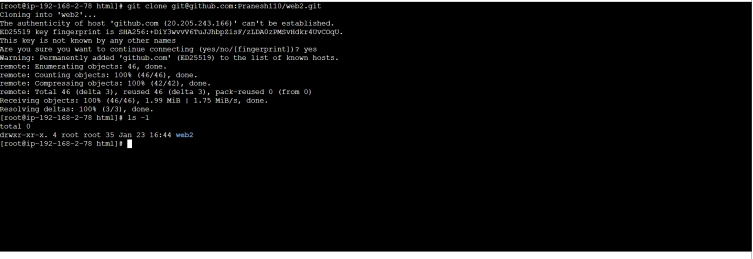 [root@ip-192-168-2-78 html]# git clone git@github.com:Pranesh110/web2.git
Cloning into 'web2'...
The authenticity of host 'github.com (20.205.243.166)' can't be established.
ED25519 key fingerprint is SHA256:+DiY3wvvV6TuJJhbpZisF/zLDA0zPMSvHdkr4UvCOqU.
This key is not known by any other names
Are you sure you want to continue connecting (yes/no/[fingerprint])? yes
Warning: Permanently added 'github.com' (ED25519) to the list of known hosts.
remote: Enumerating objects: 46, done.
remote: Counting objects: 100% (46/46), done.
remote: Compressing objects: 100% (42/42), done.
remote: Total 46 (delta 3), reused 46 (delta 3), pack-reused 0 (from 0)
Receiving objects: 100% (46/46), 1.99 MiB | 1.75 MiB/s, done.
Resolving deltas: 100% (3/3), done.
[root@ip-192-168-2-78 html]# ls -l
total 0
drwxr-xr-x. 4 root root 35 Jan 23 16:44 web2
[root@ip-192-168-2-78 html]#